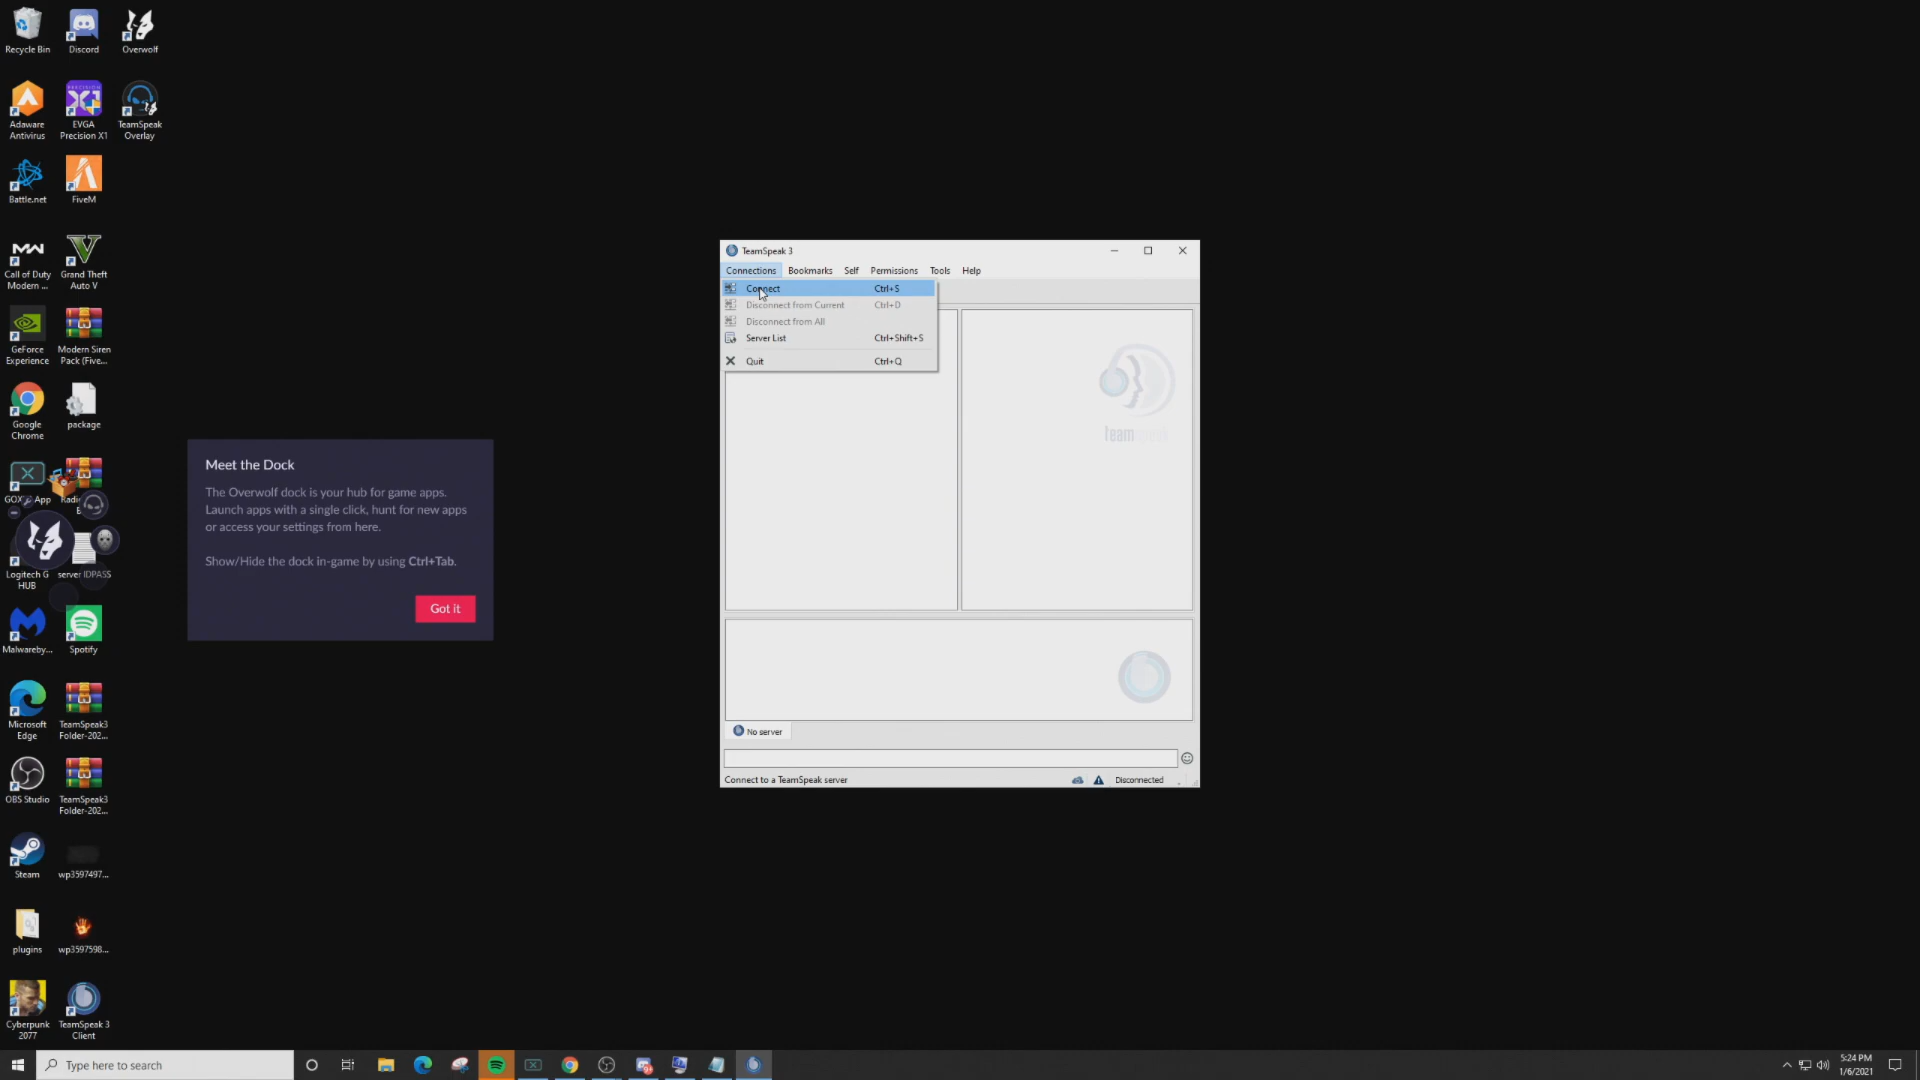 Recycle Bin
Discord
Overwolf
Adaware
Antivirus
EVGA
Precision X1
TeamSpeak
Overlay
Battle.net
FiveM
Call of Duty
Modern ...
Grand Theft
Auto V
GeForce
Experience
Modern Siren
Pack (Five...
Google
Chrome
package
App
Logitech G
HUB
server IDPASS
Malwareby...
Spotify
Microsoft
Edge
TeamSpeak3
Folder-202...
OBS Studio
TeamSpeak3
Folder-202...
Steam
wp3597497...
plugins
wp3597598...
Cyberpunk
2077
TeamSpeak 3
Client
Meet the Dock
The Overwolf dock is your hub for game apps.
Launch apps with a single click, hunt for new apps
or access your settings from here.
Show/Hide the dock in-game by using Ctrl+Tab.
Got it
TeamSpeak 3
Connections Bookmarks Self Permissions Tools Help
Connect Ctrl+S
Disconnect from Current Ctrl+D
Disconnect from All
Server List Ctrl+Shift+S
Quit Ctrl+Q
teamspeak
No server
Connect to a TeamSpeak server
Disconnected
Type here to search
5:24 PM
1/6/2021